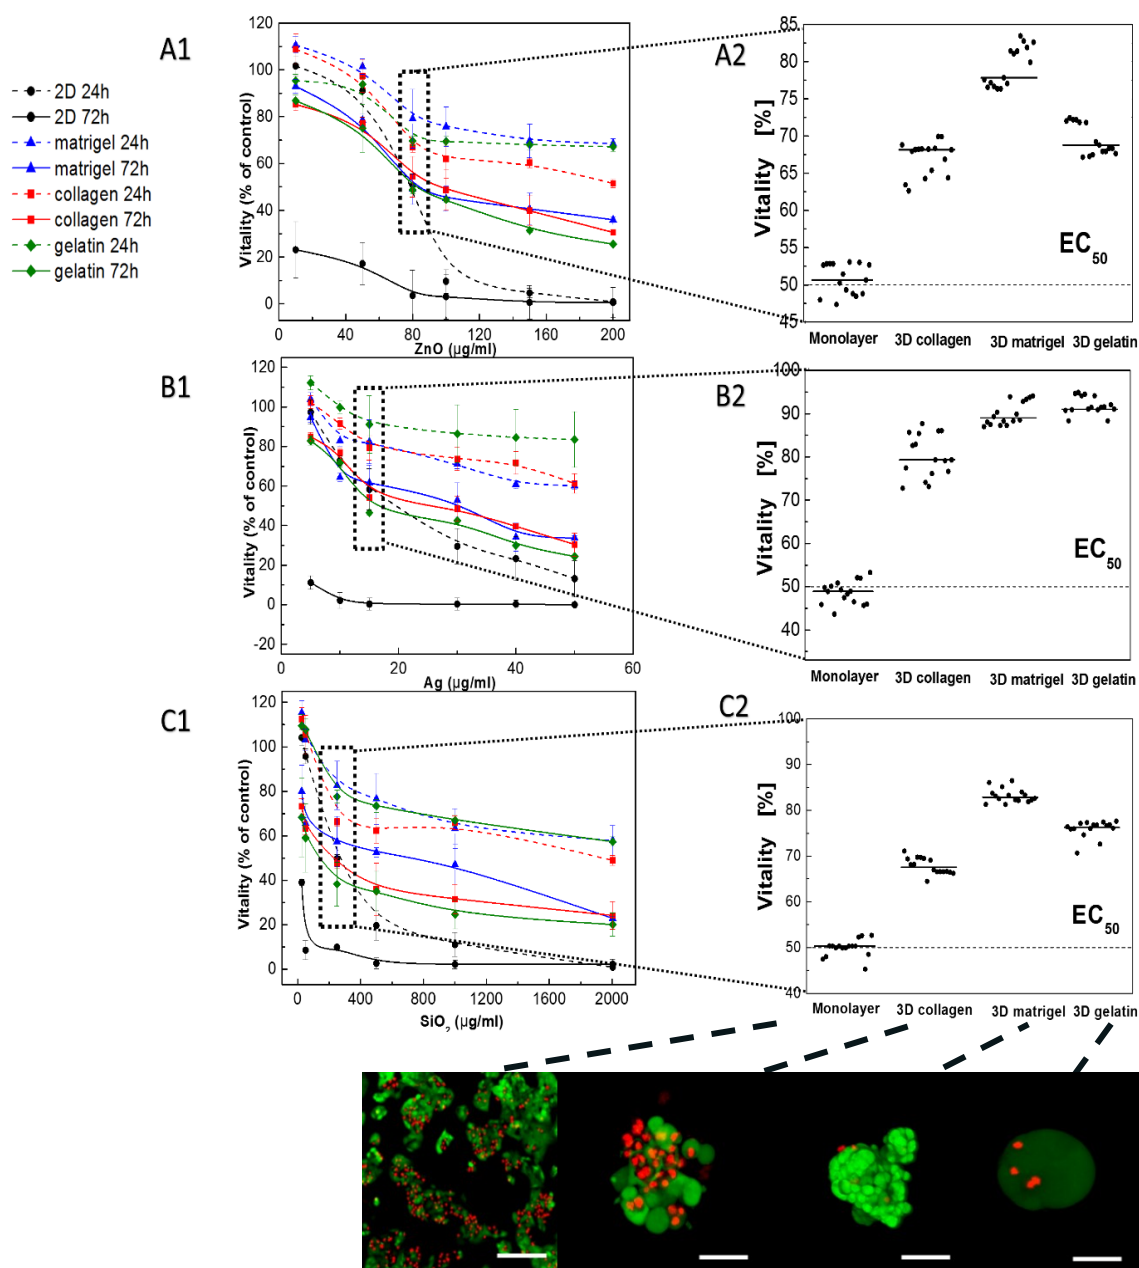 A1
2D 24h
2D 72h
matrigel 24h
matrigel 72h
collagen 24h
collagen 72h
gelatin 24h
gelatin 72h
Vitality (% of control)
120
100
80
60
40
20
0
0 40 80 120 160 200
ZnO (µg/ml)
A2
Vitality [%]
85
80
75
70
65
60
55
50
45
EC50
Monolayer 3D collagen 3D matrigel 3D gelatin
B1
Vitality (% of control)
120
100
80
60
40
20
0
-20
0 20 40 60
Ag (µg/ml)
B2
Vitality [%]
100
90
80
70
60
50
40
EC50
Monolayer 3D collagen 3D matrigel 3D gelatin
C1
Vitality (% of control)
120
100
80
60
40
20
0
0 400 800 1200 1600 2000
SiO2 (µg/ml)
C2
Vitality [%]
100
90
80
70
60
50
40
EC50
Monolayer 3D collagen 3D matrigel 3D gelatin